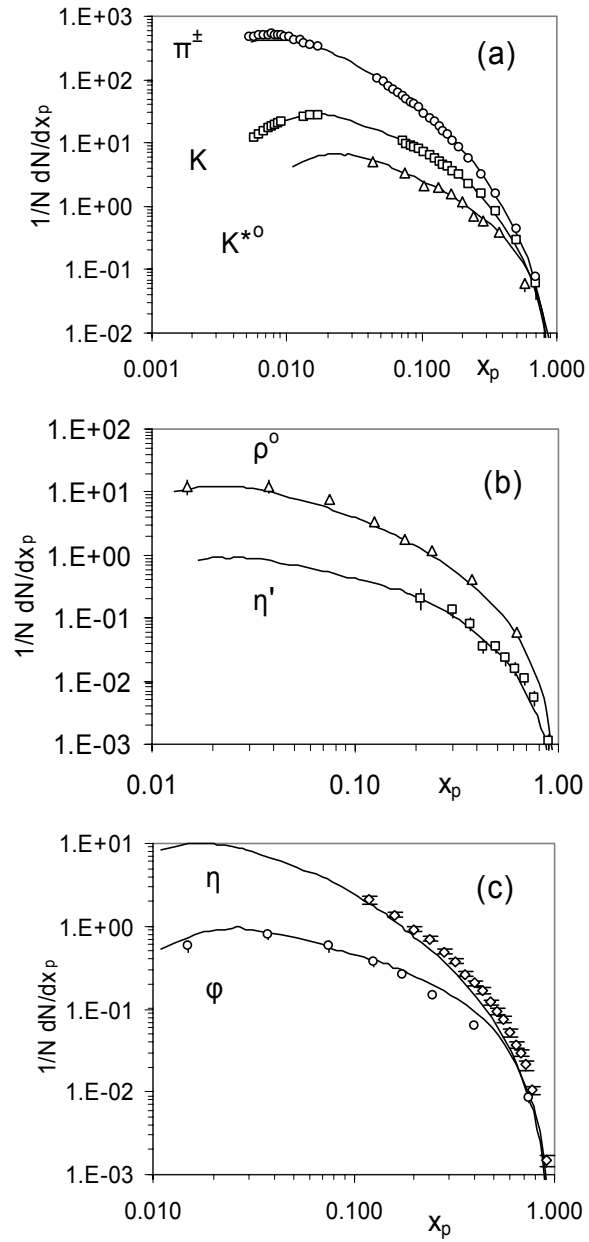 1.E+03
1.E+02
1.E+01
1.E+00
1.E-01
1.E-02
1/N dN/dxp
π±
K
K*o
(a)
0.001 0.010 0.100 xp 1.000
1.E+02
1.E+01
1.E+00
1.E-01
1.E-02
1.E-03
1/N dN/dxp
ρo
η'
(b)
0.01 0.10 xp 1.00
1.E+01
1.E+00
1.E-01
1.E-02
1.E-03
1/N dN/dxp
η
φ
(c)
0.010 0.100 xp 1.000